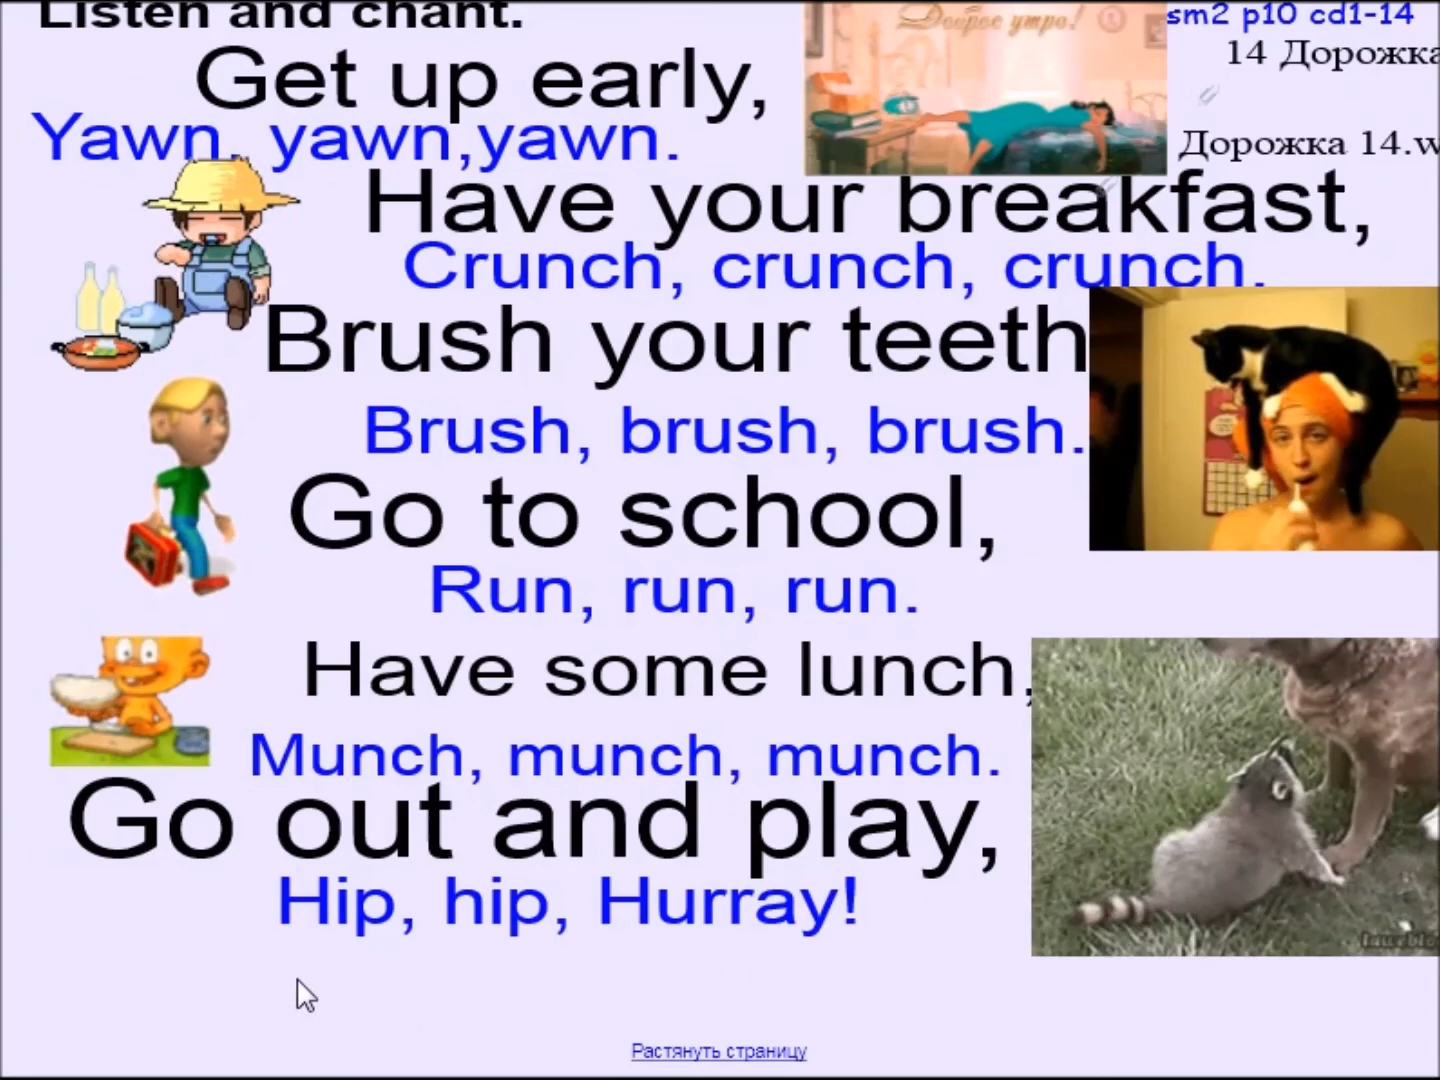 Listen and chant.
sm2 p10 cd1-14
Доброе утро!
14 Дорожка
Get up early,
Yawn, yawn,yawn.
Дорожка 14.w
Have your breakfast,
Crunch, crunch, crunch.
Brush your teeth
Brush, brush, brush.
Go to school,
Run, run, run.
Have some lunch,
Munch, munch, munch.
Go out and play,
Hip, hip, Hurray!
Растянуть страницу